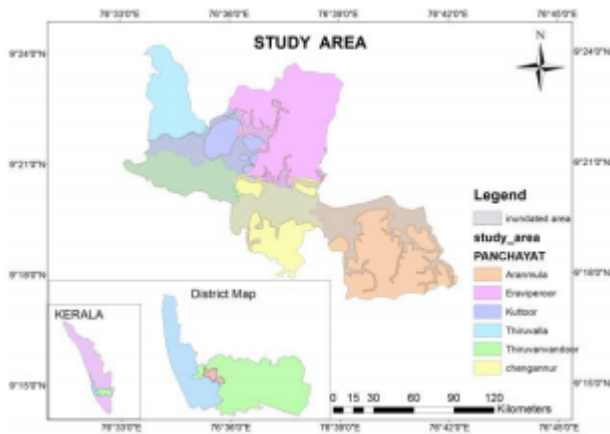 76°33'0"E 76°36'0"E 76°39'0"E 76°42'0"E 76°45'0"E
STUDY AREA
N
9°24'0"N 9°24'0"N
9°21'0"N 9°21'0"N
Legend
inundated area
study_area
PANCHAYAT
9°18'0"N 9°18'0"N
Aranmula
Eraviperoor
Kuttoor
Thiruvalla
Thiruvanvandoor
chengannur
KERALA
District Map
9°15'0"N 9°15'0"N
0 15 30 60 90 120
Kilometers
76°33'0"E 76°36'0"E 76°39'0"E 76°42'0"E 76°45'0"E